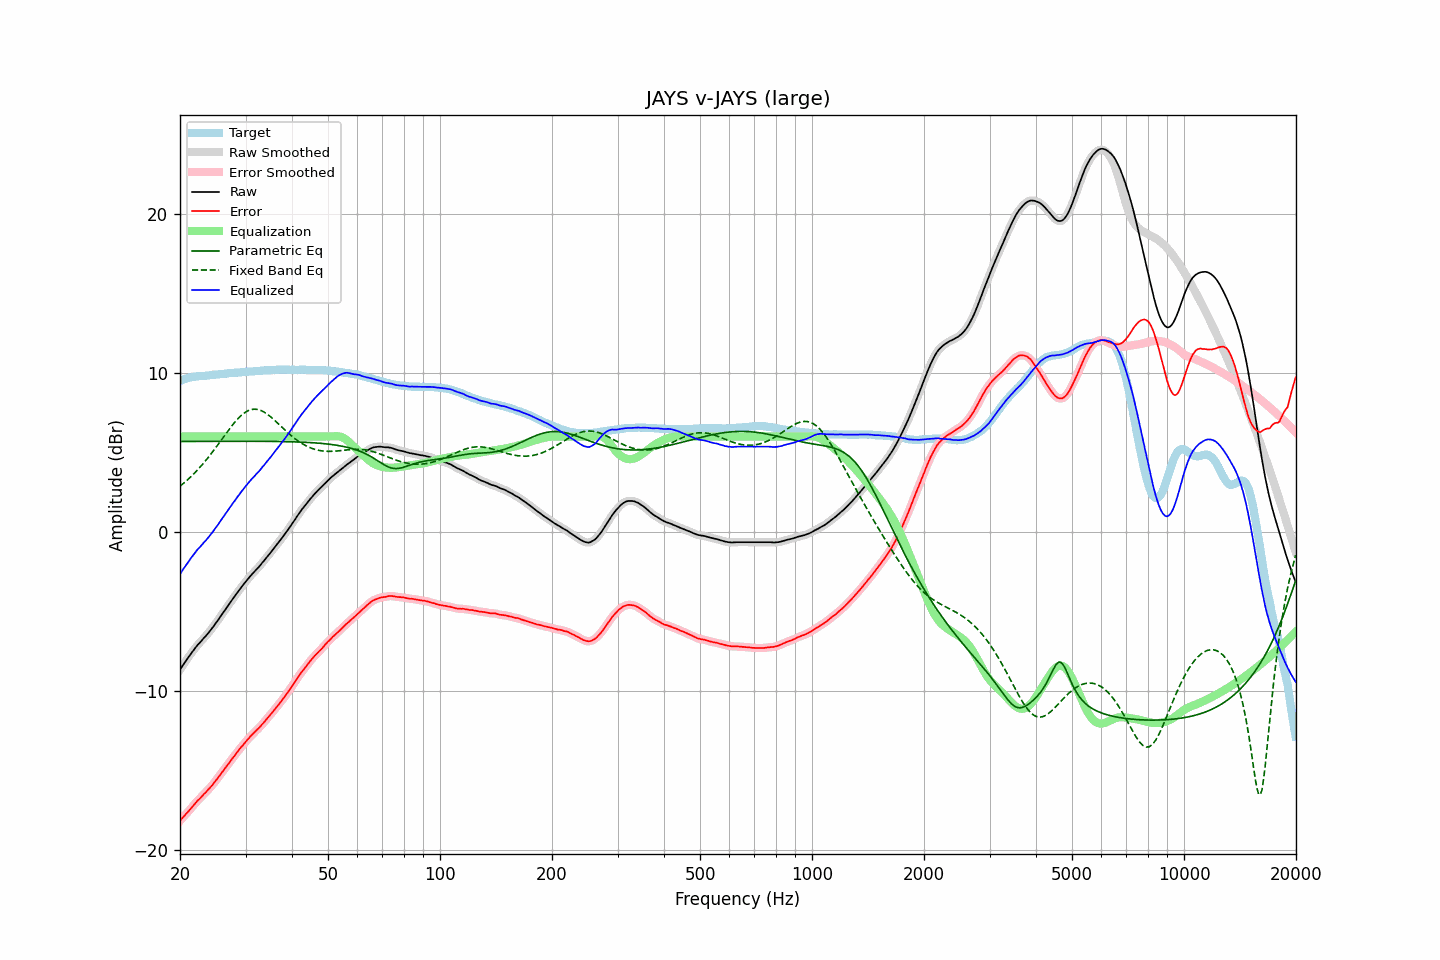 JAYS v-JAYS (large)
Target
Raw Smoothed
Error Smoothed
Raw
Error
Equalization
Parametric Eq
Fixed Band Eq
Equalized
Amplitude (dBr)
20
10
0
−10
−20
20 50 100 200 500 1000 2000 5000 10000 20000
Frequency (Hz)